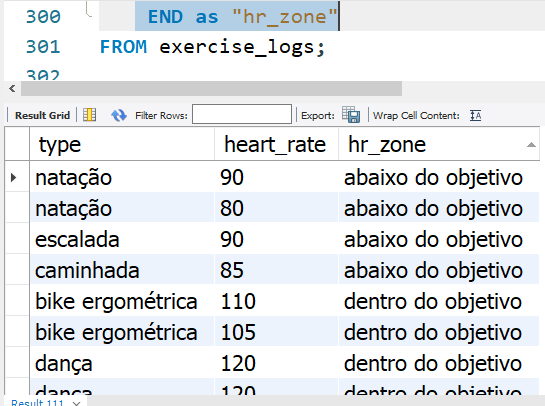 300 END as "hr_zone"
301 FROM exercise_logs;
302
Result Grid Filter Rows: Export: Wrap Cell Content: IA
type heart_rate hr_zone
natação 90 abaixo do objetivo
natação 80 abaixo do objetivo
escalada 90 abaixo do objetivo
caminhada 85 abaixo do objetivo
bike ergométrica 110 dentro do objetivo
bike ergométrica 105 dentro do objetivo
dança 120 dentro do objetivo
dança 120 dentro do objetivo
Result 111